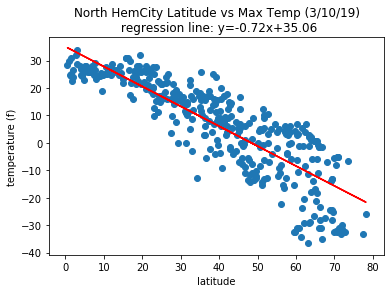 North HemCity Latitude vs Max Temp (3/10/19)
regression line: y=-0.72x+35.06
30
20
10
0
−10
−20
−30
−40
temperature (f)
0 10 20 30 40 50 60 70 80
latitude